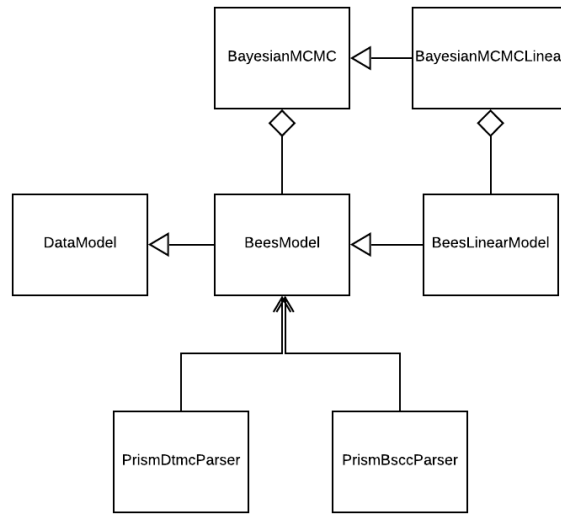 BayesianMCMC
BayesianMCMCLinea
DataModel
BeesModel
BeesLinearModel
PrismDtmcParser
PrismBsccParser